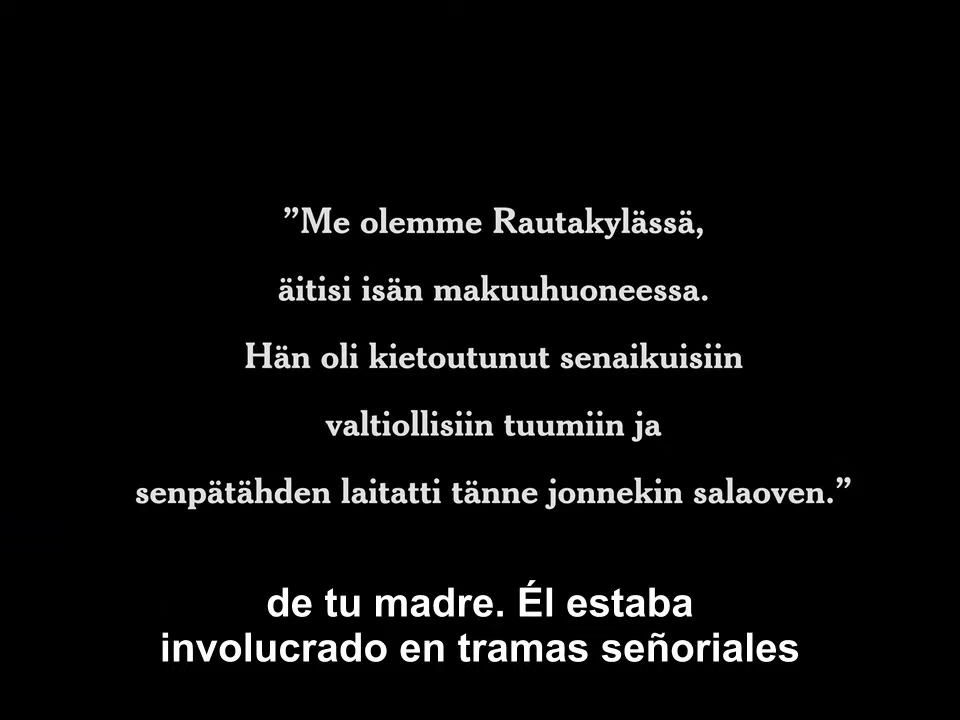 ”Me olemme Rautakylässä,
äitisi isän makuuhuoneessa.
Hän oli kietoutunut senaikuisiin
valtiollisiin tuumiin ja
senpätähden laitatti tänne jonnekin salaoven.”
de tu madre. Él estaba
involucrado en tramas señoriales